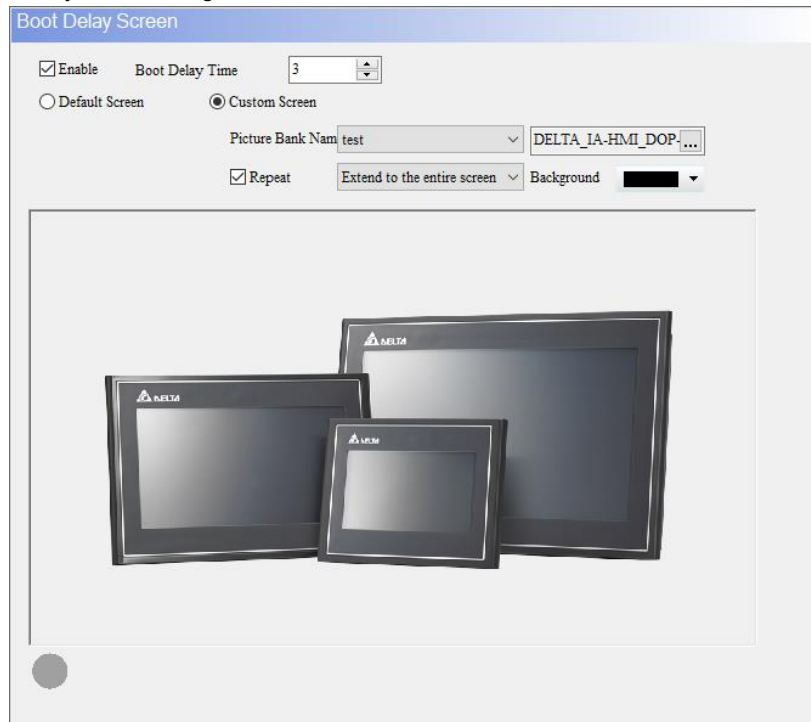 Boot Delay Screen
Enable Boot Delay Time 3
Default Screen Custom Screen
Picture Bank Nam test DELTA_IA-HMI_DOP- ...
Repeat Extend to the entire screen Background
DELTA
DELTA
DELTA